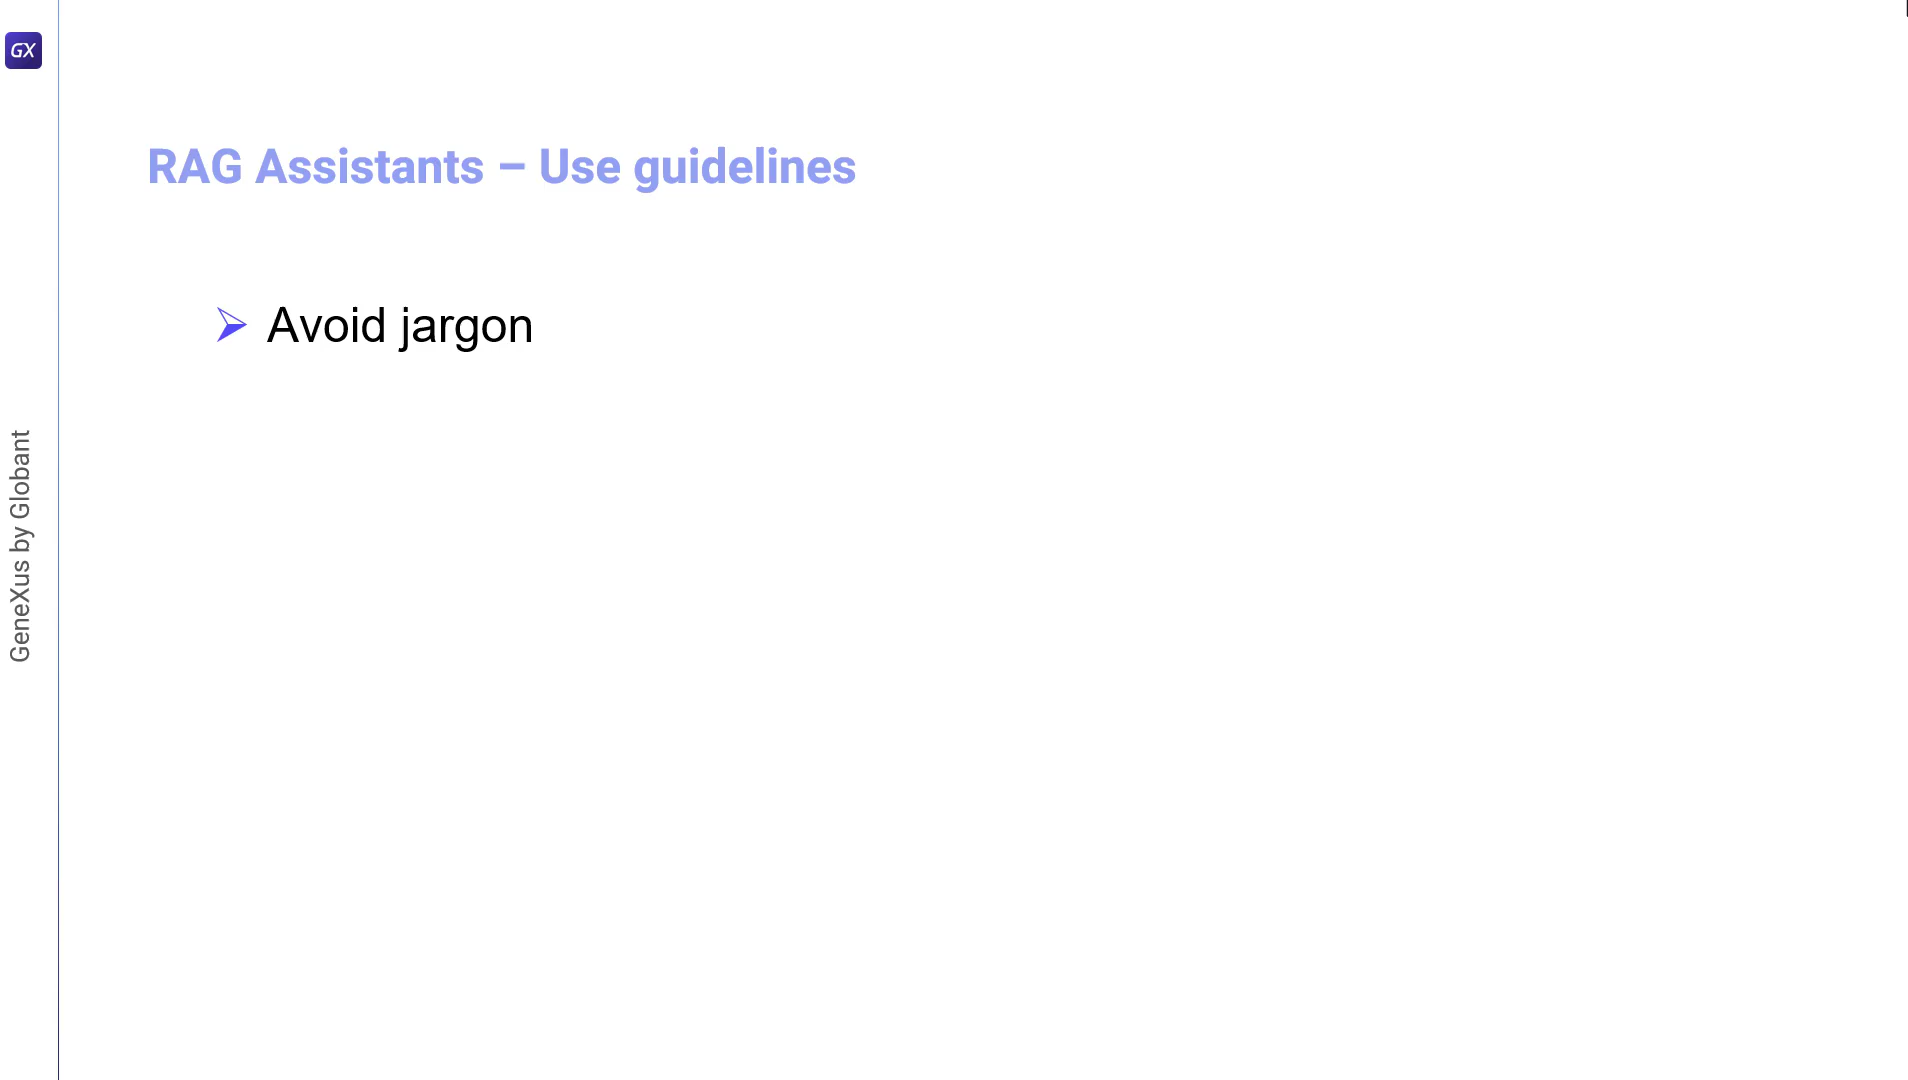 GX
RAG Assistants – Use guidelines
Avoid jargon
GeneXus by Globant